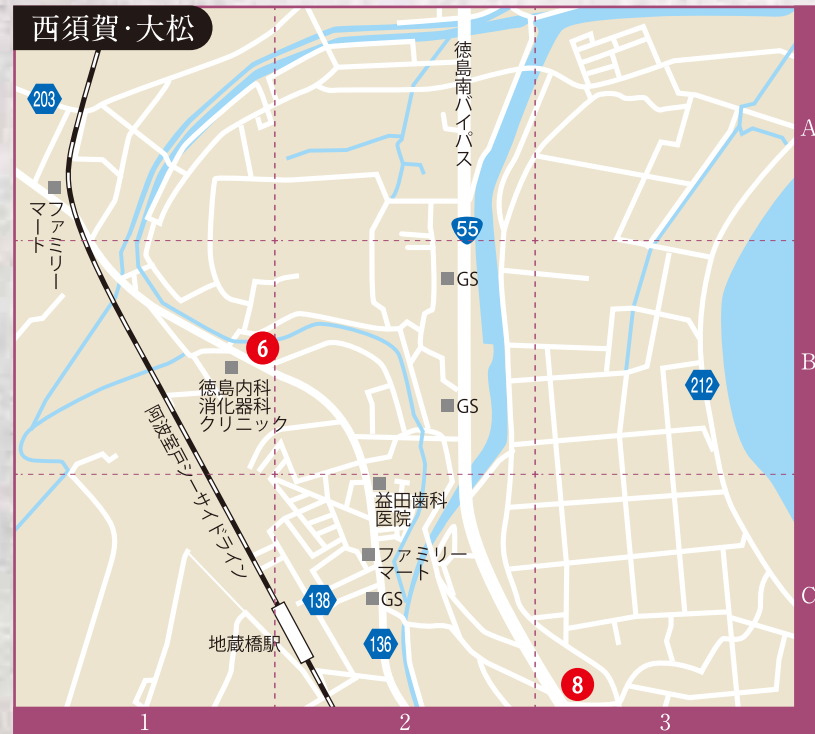 西須賀・大松
203
徳島南バイパス
A
ファミリー
マート
55
GS
6
徳島内科
消化器科
クリニック
B
212
GS
阿波室戸シーサイドライン
益田歯科
医院
ファミリー
マート
138
GS
C
地蔵橋駅
136
8
1
2
3